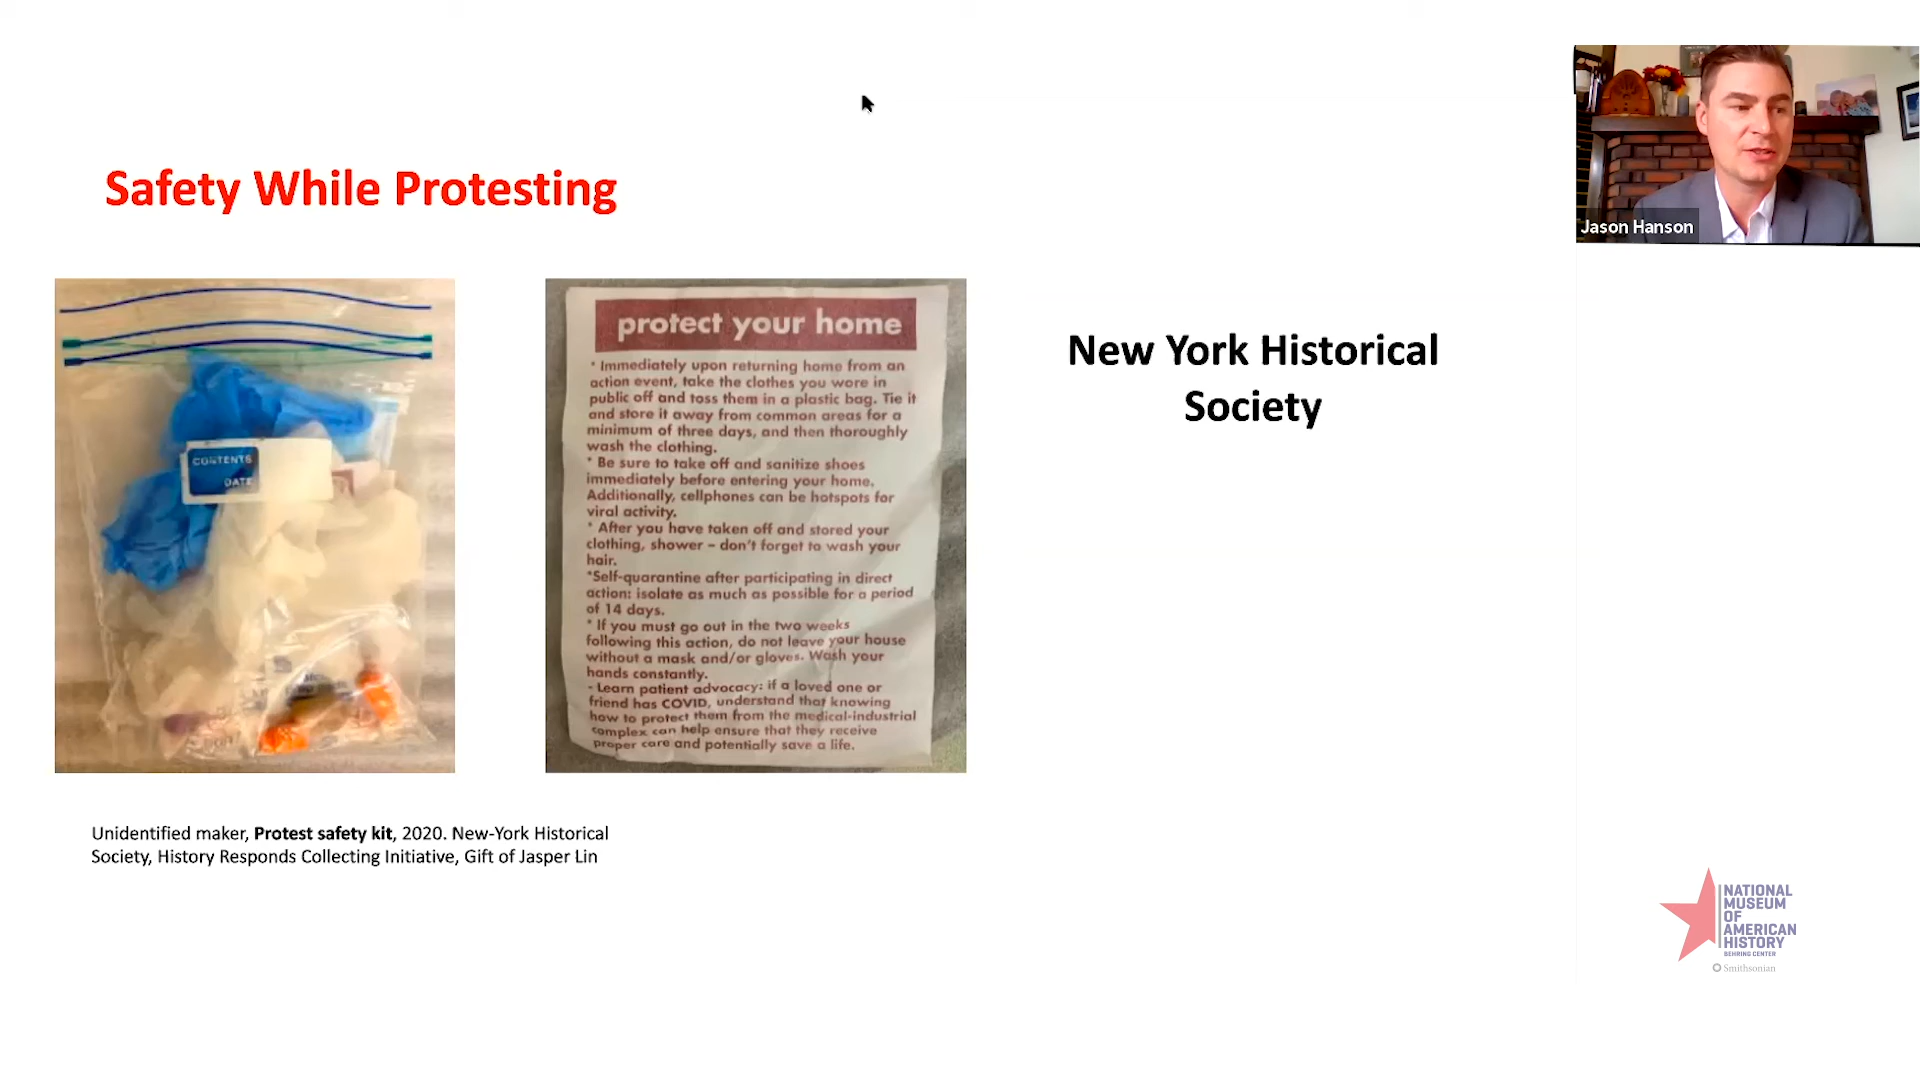 Safety While Protesting
Jason Hanson
CONTENTS
DATE
protect your home
* Immediately upon returning home from an
action event, take the clothes you wore in
public off and toss them in a plastic bag. Tie it
and store it away from common areas for a
minimum of three days, and then thoroughly
wash the clothing.
* Be sure to take off and sanitize shoes
immediately before entering your home.
Additionally, cellphones can be hotspots for
viral activity.
* After you have taken off and stored your
clothing, shower – don't forget to wash your
hair.
*Self-quarantine after participating in direct
action: isolate as much as possible for a period
of 14 days.
* If you must go out in the two weeks
following this action, do not leave your house
without a mask and/or gloves. Wash your
hands constantly.
- Learn patient advocacy: if a loved one or
friend has COVID, understand that knowing
how to protect them from the medical-industrial
complex can help ensure that they receive
proper care and potentially save a life.
New York Historical
Society
Unidentified maker, Protest safety kit, 2020. New-York Historical
Society, History Responds Collecting Initiative, Gift of Jasper Lin
NATIONAL
MUSEUM
OF
AMERICAN
HISTORY
BEHRING CENTER
Smithsonian